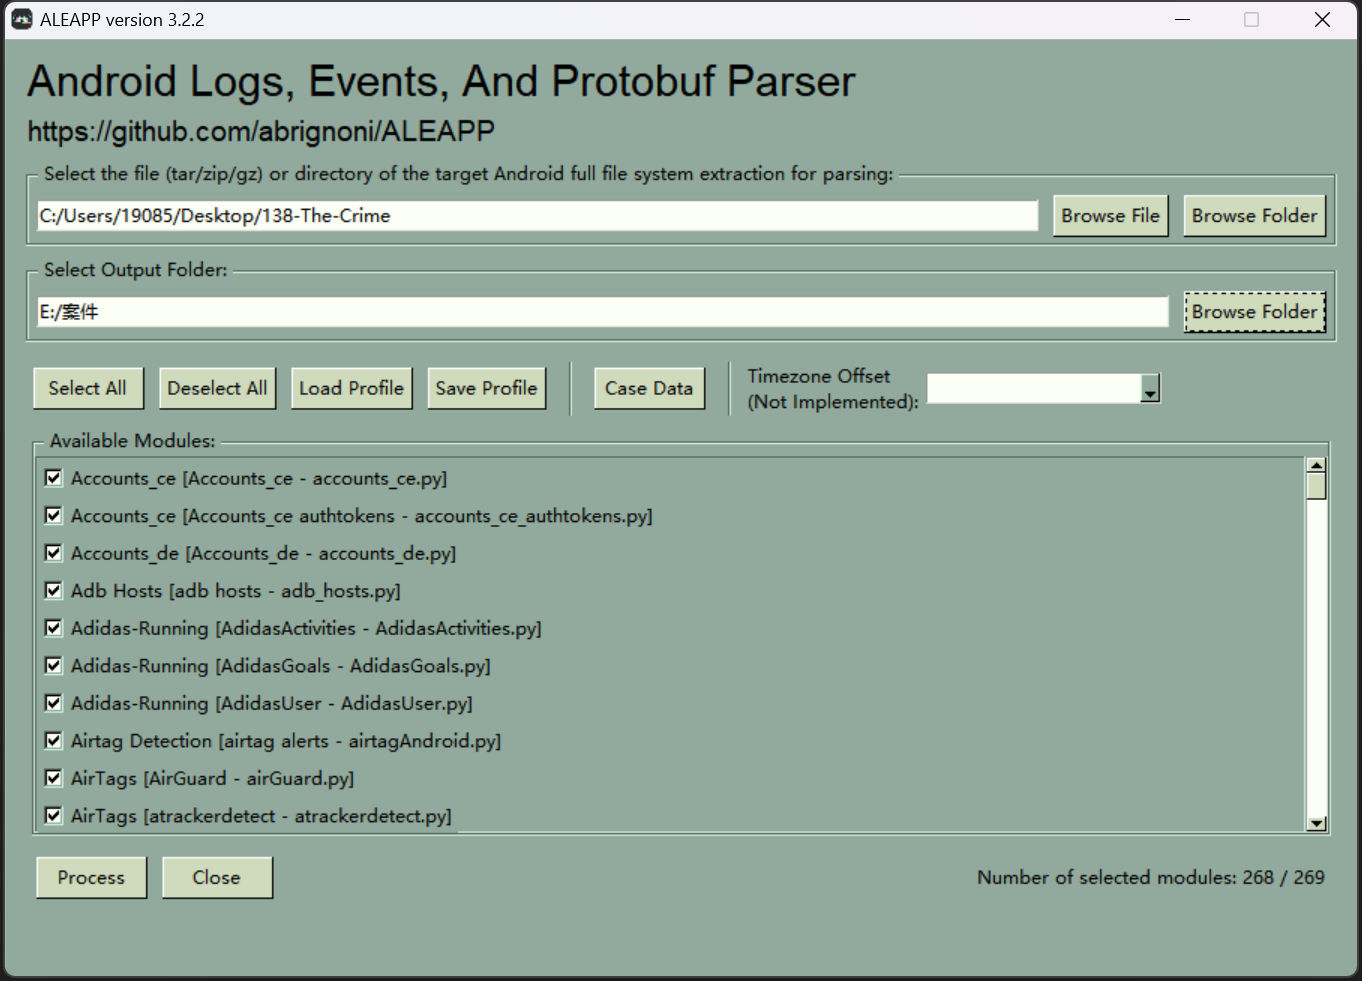 ALEAPP version 3.2.2
Android Logs, Events, And Protobuf Parser
https://github.com/abrignoni/ALEAPP
Select the file (tar/zip/gz) or directory of the target Android full file system extraction for parsing:
C:/Users/19085/Desktop/138-The-Crime Browse File Browse Folder
Select Output Folder:
E:/案件 Browse Folder
Select All Deselect All Load Profile Save Profile Case Data Timezone Offset
(Not Implemented):
Available Modules:
Accounts_ce [Accounts_ce - accounts_ce.py]
Accounts_ce [Accounts_ce authtokens - accounts_ce_authtokens.py]
Accounts_de [Accounts_de - accounts_de.py]
Adb Hosts [adb hosts - adb_hosts.py]
Adidas-Running [AdidasActivities - AdidasActivities.py]
Adidas-Running [AdidasGoals - AdidasGoals.py]
Adidas-Running [AdidasUser - AdidasUser.py]
Airtag Detection [airtag alerts - airtagAndroid.py]
AirTags [AirGuard - airGuard.py]
AirTags [atrackerdetect - atrackerdetect.py]
Process Close Number of selected modules: 268 / 269